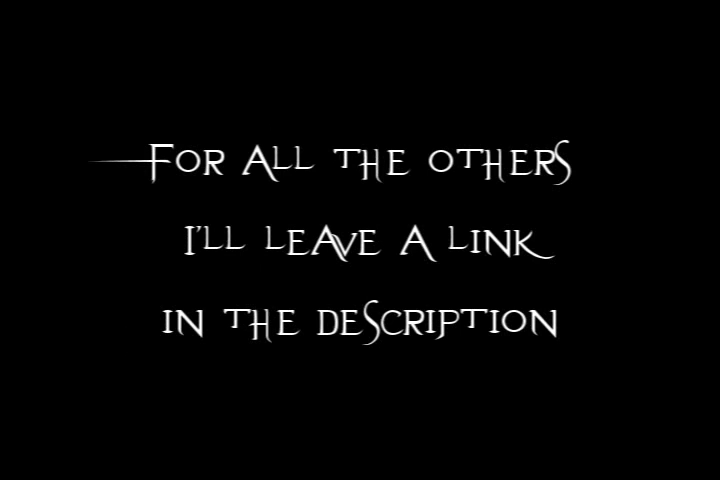 For all the others
I'll leave a link
in the description